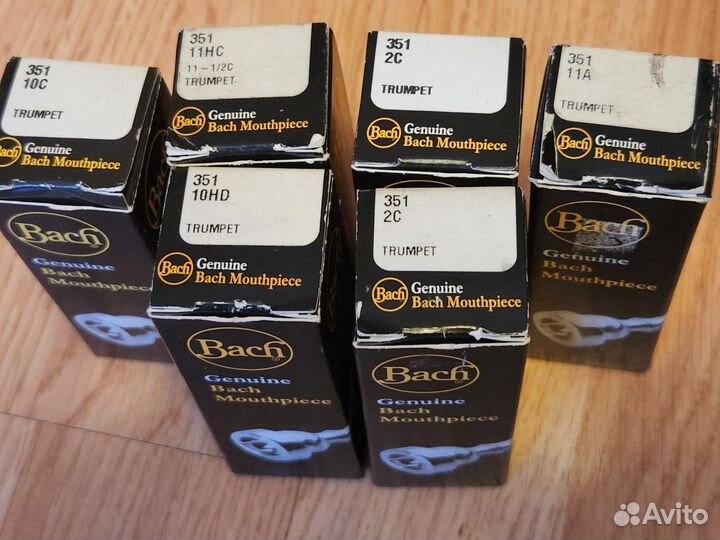 351
10C
TRUMPET
Bach
Genuine
Bach Mouthpiece
Bach
Genuine
Bach
Mouthpiece
351
11HC
11-1/2C
TRUMPET
Bach
Genuine
Bach Mouthpiece
351
2C
TRUMPET
Bach
Genuine
Bach Mouthpiece
351
11A
TRUMPET
Bach
Genuine
Bach Mouthpiece
Bach
Genuine
Bach
Mouthpiece
351
10HD
TRUMPET
Bach
Genuine
Bach Mouthpiece
Bach
Genuine
Bach
Mouthpiece
351
2C
TRUMPET
Bach
Genuine
Bach Mouthpiece
Bach
Genuine
Bach
Mouthpiece
Avito